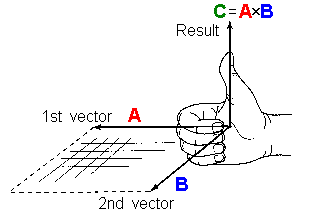 C = A×B
Result
1st vector A
B
2nd vector